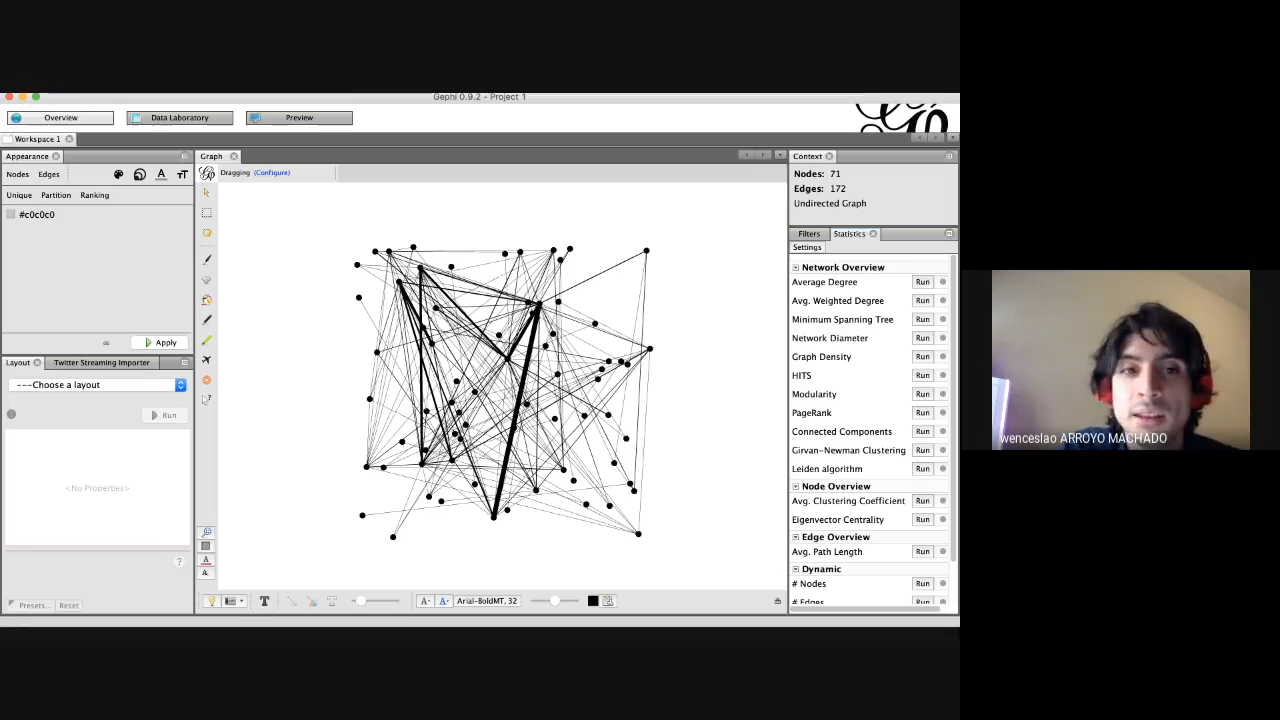 Gephi 0.9.2 - Project 1
Overview
Data Laboratory
Preview
Workspace 1
Appearance
Nodes Edges
Unique Partition Ranking
#c0c0c0
Apply
Layout
Twitter Streaming Importer
---Choose a layout
Run
<No Properties>
?
Presets...
Reset
Graph
Dragging (Configure)
A- A- Arial-BoldMT, 32
Context
Nodes: 71
Edges: 172
Undirected Graph
Filters Statistics
Settings
Network Overview
Average Degree Run
Avg. Weighted Degree Run
Minimum Spanning Tree Run
Network Diameter Run
Graph Density Run
HITS Run
Modularity Run
PageRank Run
Connected Components Run
Girvan-Newman Clustering Run
Leiden algorithm Run
Node Overview
Avg. Clustering Coefficient Run
Eigenvector Centrality Run
Edge Overview
Avg. Path Length Run
Dynamic
# Nodes Run
# Edges Run
wenceslao ARROYO MACHADO